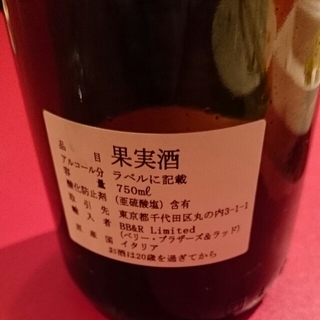 品目 果実酒
アルコール分 ラベルに記載
容量 750mℓ
酸化防止剤 (亜硫酸塩)含有
引取先 東京都千代田区丸の内3-1-1
輸入者 BB&R Limited
(ベリー・ブラザーズ&ラッド)
原産国 イタリア
お酒は20歳を過ぎてから